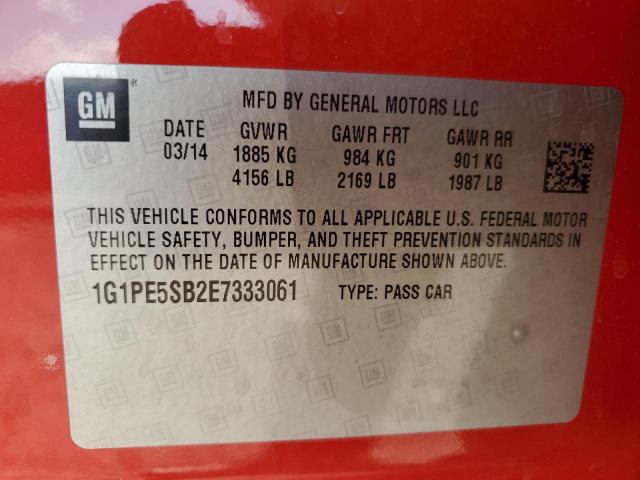 GM
MFD BY GENERAL MOTORS LLC
DATE GVWR GAWR FRT GAWR RR
03/14 1885 KG 984 KG 901 KG
4156 LB 2169 LB 1987 LB
THIS VEHICLE CONFORMS TO ALL APPLICABLE U.S. FEDERAL MOTOR
VEHICLE SAFETY, BUMPER, AND THEFT PREVENTION STANDARDS IN
EFFECT ON THE DATE OF MANUFACTURE SHOWN ABOVE.
1G1PE5SB2E7333061 TYPE: PASS CAR